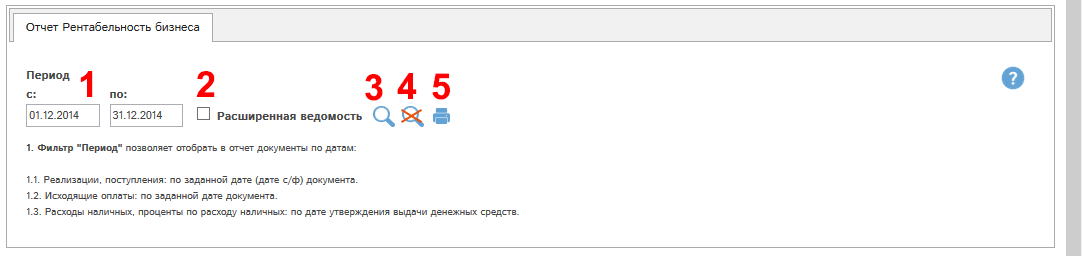 Отчет Рентабельность бизнеса
Период
1 2 3 4 5
с: по:
01.12.2014 31.12.2014 Расширенная ведомость
?
1. Фильтр "Период" позволяет отобрать в отчет документы по датам:
1.1. Реализации, поступления: по заданной дате (дате с/ф) документа.
1.2. Исходящие оплаты: по заданной дате документа.
1.3. Расходы наличных, проценты по расходу наличных: по дате утверждения выдачи денежных средств.